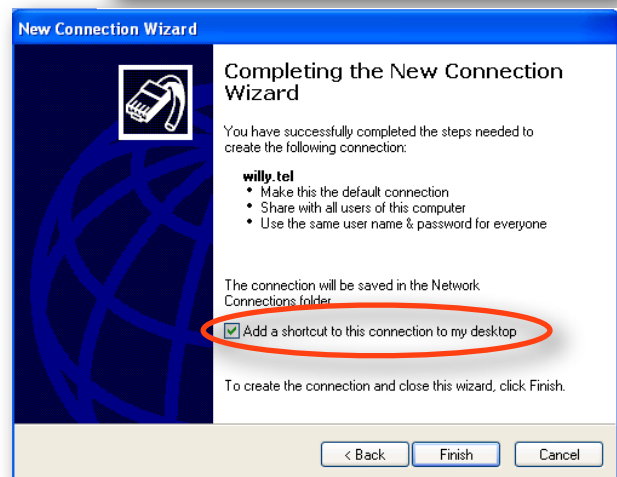 New Connection Wizard
Completing the New Connection
Wizard
You have successfully completed the steps needed to
create the following connection:
willy.tel
• Make this the default connection
• Share with all users of this computer
• Use the same user name & password for everyone
The connection will be saved in the Network
Connections folder.
Add a shortcut to this connection to my desktop
To create the connection and close this wizard, click Finish.
< Back
Finish
Cancel